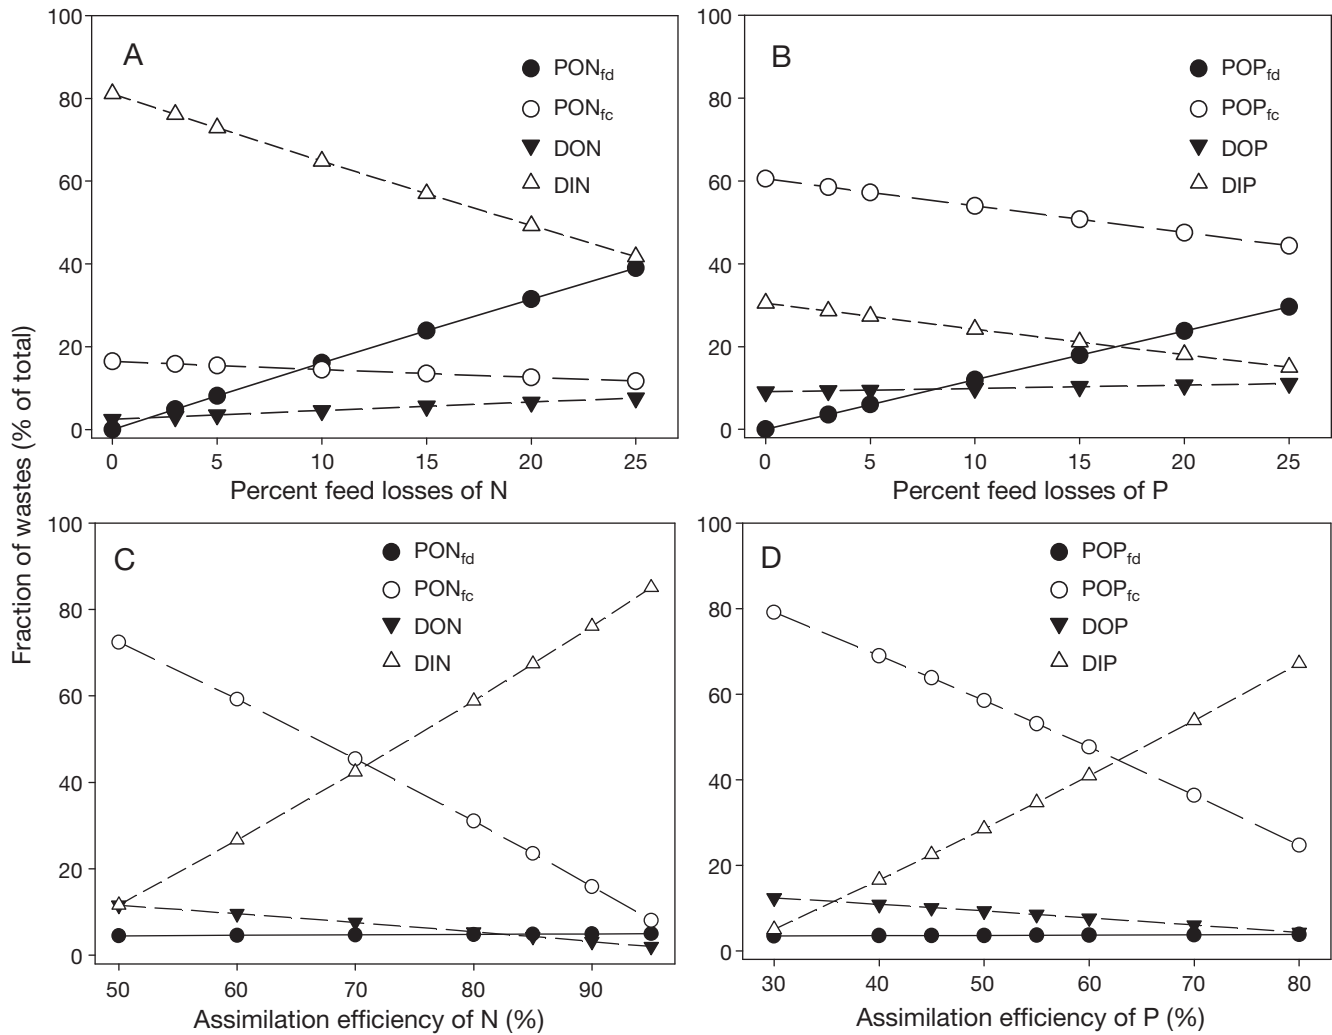 A
PONfd
PONfc
DON
DIN
100
80
60
40
20
0
0 5 10 15 20 25
Percent feed losses of N
B
POPfd
POPfc
DOP
DIP
100
80
60
40
20
0
0 5 10 15 20 25
Percent feed losses of P
Fraction of wastes (% of total)
C
PONfd
PONfc
DON
DIN
100
80
60
40
20
0
50 60 70 80 90
Assimilation efficiency of N (%)
D
POPfd
POPfc
DOP
DIP
100
80
60
40
20
0
30 40 50 60 70 80
Assimilation efficiency of P (%)